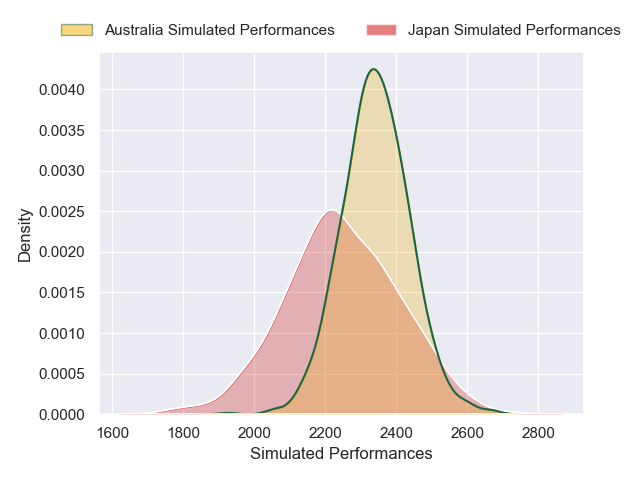 Australia Simulated Performances
Japan Simulated Performances
0.0040
0.0035
0.0030
0.0025
0.0020
0.0015
0.0010
0.0005
0.0000
Density
1600 1800 2000 2200 2400 2600 2800
Simulated Performances